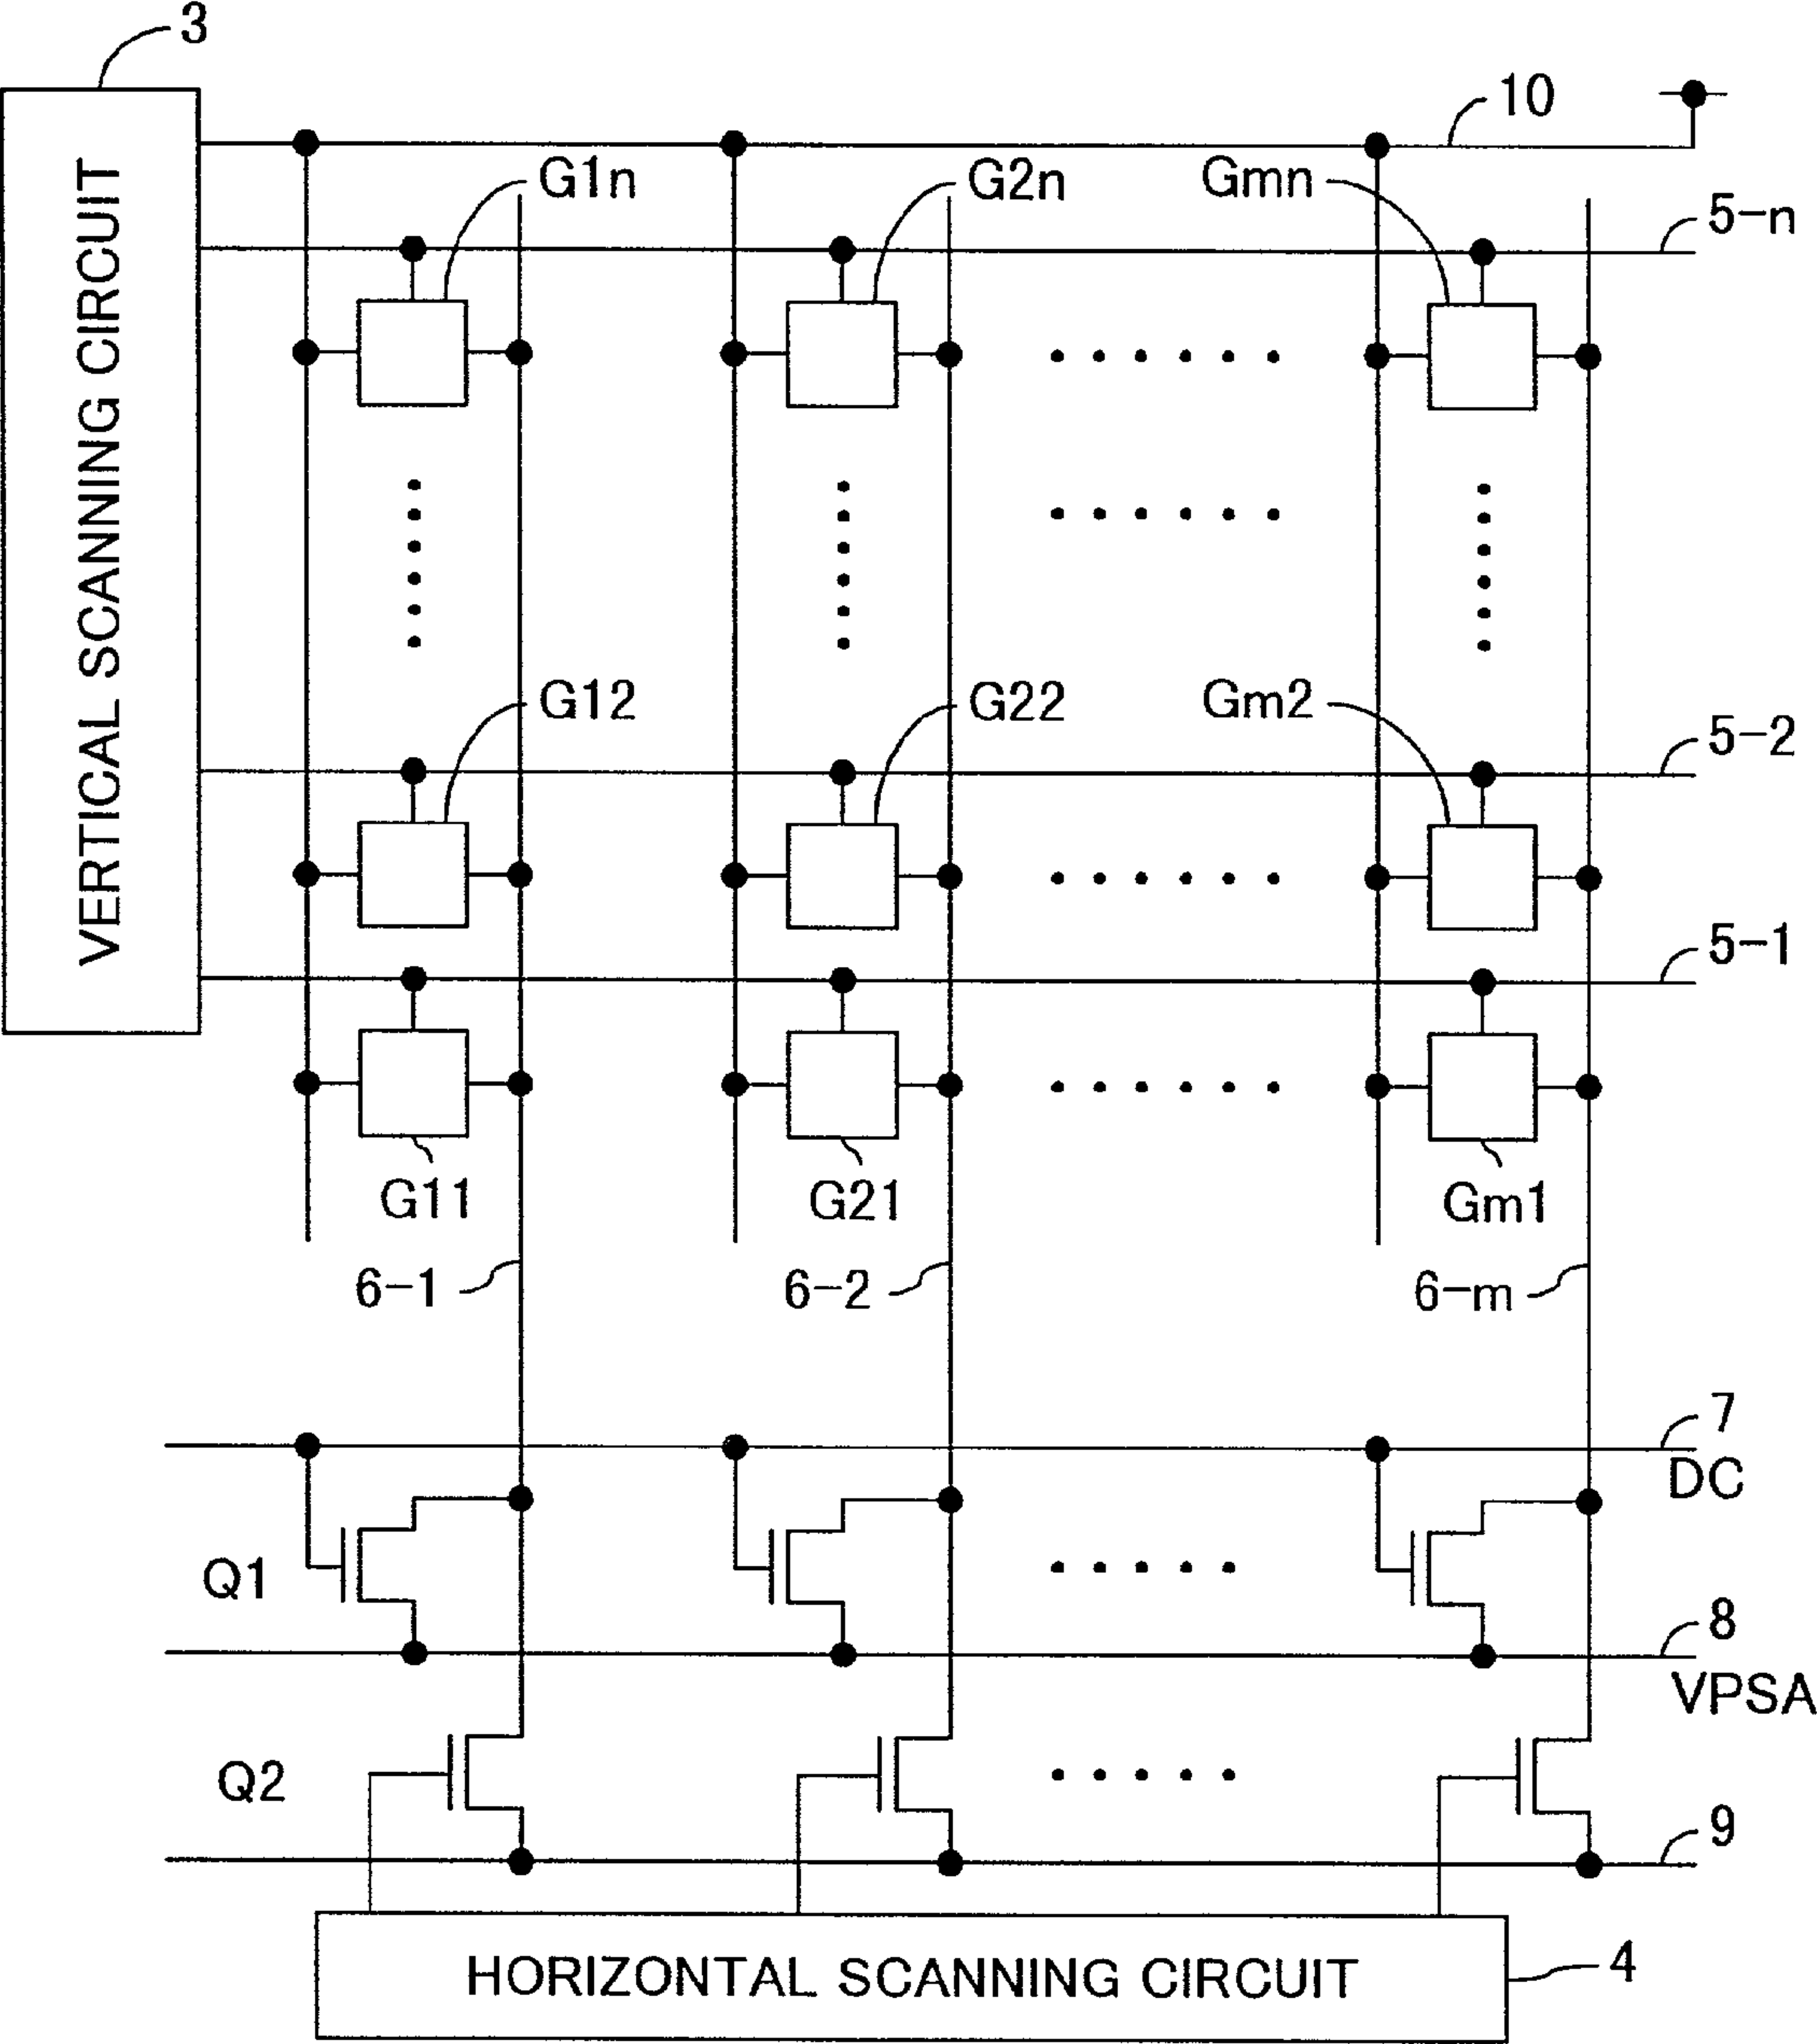 3
10
G1n
G2n
Gmn
5-n
VERTICAL SCANNING CIRCUIT
G12
G22
Gm2
5-2
5-1
G11
G21
Gm1
6-1
6-2
6-m
7
DC
Q1
8
VPSA
Q2
9
HORIZONTAL SCANNING CIRCUIT
4